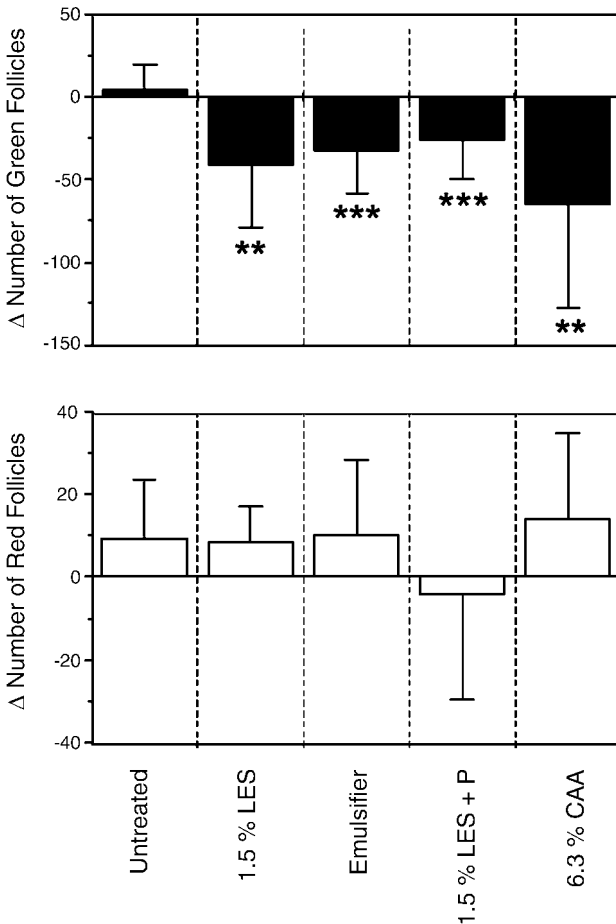 Δ Number of Green Follicles
50
0
-50
-100
-150
**
***
***
**
Δ Number of Red Follicles
40
20
0
-20
-40
Untreated
1.5 % LES
Emulsifier
1.5 % LES + P
6.3 % CAA